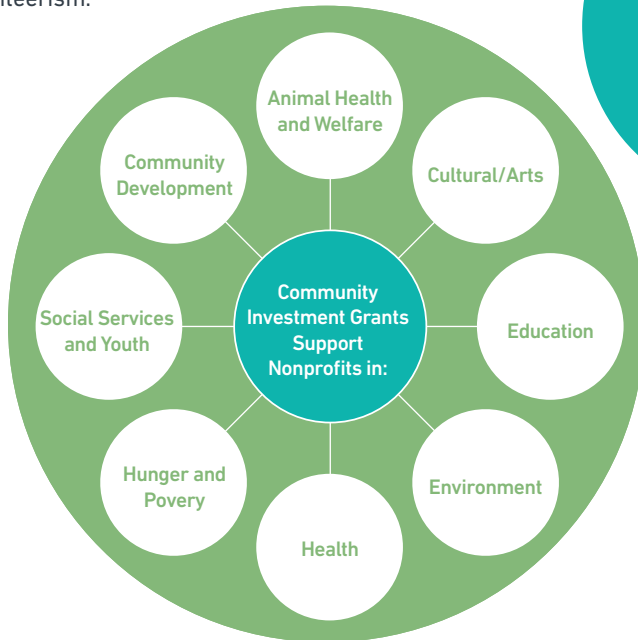 Animal Health
and Welfare
Cultural/Arts
Education
Environment
Health
Hunger and
Poverty
Social Services
and Youth
Community
Development
Community
Investment Grants
Support
Nonprofits in: